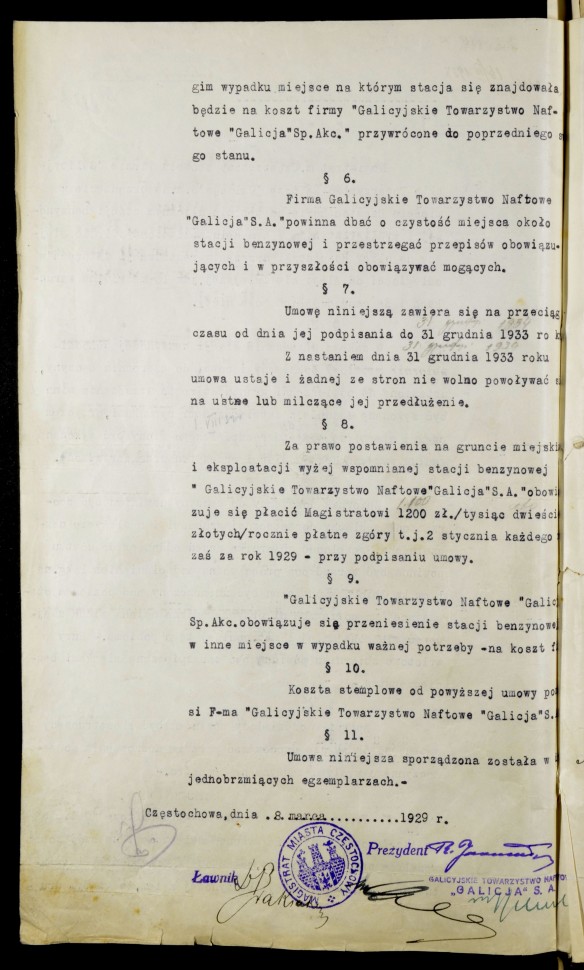 gim wypadku miejsce na którym stacja się znajdowała
będzie na koszt firmy "Galicyjskie Towarzystwo Naf-
towe "Galicja"Sp.Akc." przywrócone do poprzedniego
go stanu.
§ 6.
Firma Galicyjskie Towarzystwo Naftowe
"Galicja"S.A."powinna dbać o czystość miejsca około
stacji benzynowej i przestrzegać przepisów obowiązu-
jących i w przyszłości obowiązywać mogących.
§ 7.
Umowę niniejszą zawiera się na przeciąg
czasu od dnia jej podpisania do 31 grudnia 1933 rok
Z nastaniem dnia 31 grudnia 1933 roku
umowa ustaje i żadnej ze stron nie wolno powoływać
na ustne lub milczące jej przedłużenie.
§ 8.
Za prawo postawienia na gruncie miejski
i eksploatacji wyżej wspomnianej stacji benzynowej
" Galicyjskie Towarzystwo Naftowe"Galicja"S.A."obowi
zuje się płacić Magistratowi 1200 zł./tysiąc dwieści
złotych/rocznie płatne zgóry t.j.2 stycznia każdego
zaś za rok 1929 - przy podpisaniu umowy.
§ 9.
"Galicyjskie Towarzystwo Naftowe "Galic
Sp.Akc.obowiązuje się przeniesienie stacji benzynowe
w inne miejsce w wypadku ważnej potrzeby -na koszt f
§ 10.
Koszta stemplowe od powyższej umowy po
si F-ma "Galicyjskie Towarzystwo Naftowe "Galicja"S.
§ 11.
Umowa niniejsza sporządzona została w
jednobrzmiących egzemplarzach.-
Częstochowa,dnia .8 marca...........1929 r.
Prezydent
MAGISTRAT MIASTA CZĘSTOCHOWY
Ławnik
GALICYJSKIE TOWARZYSTWO NAFTO
„GALICJA" S. A.